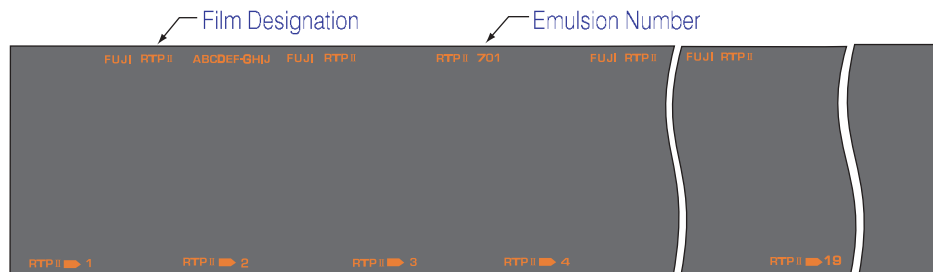 Film Designation Emulsion Number
FUJI RTP II ABCDEF-GHIJ FUJI RTP II RTP II 701 FUJI RTP II FUJI RTP II
RTP II 1 RTP II 2 RTP II 3 RTP II 4 RTP II 19